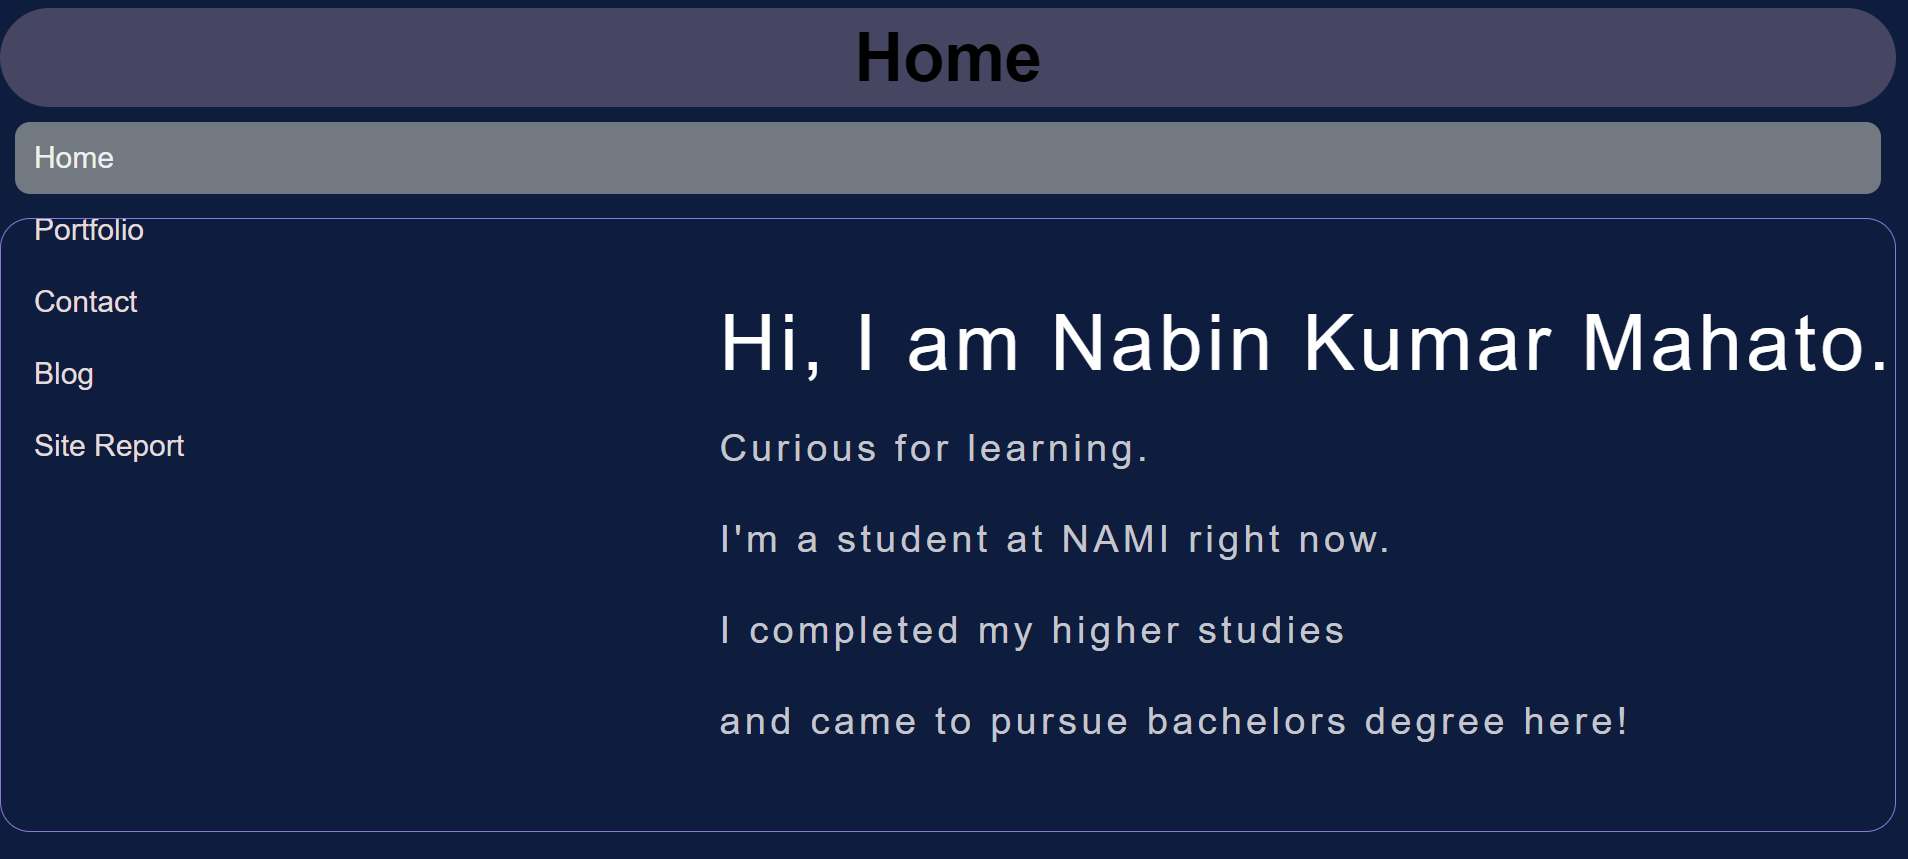 Home
Home
Portfolio
Contact
Blog
Site Report
Hi, I am Nabin Kumar Mahato.
Curious for learning.
I'm a student at NAMI right now.
I completed my higher studies
and came to pursue bachelors degree here!